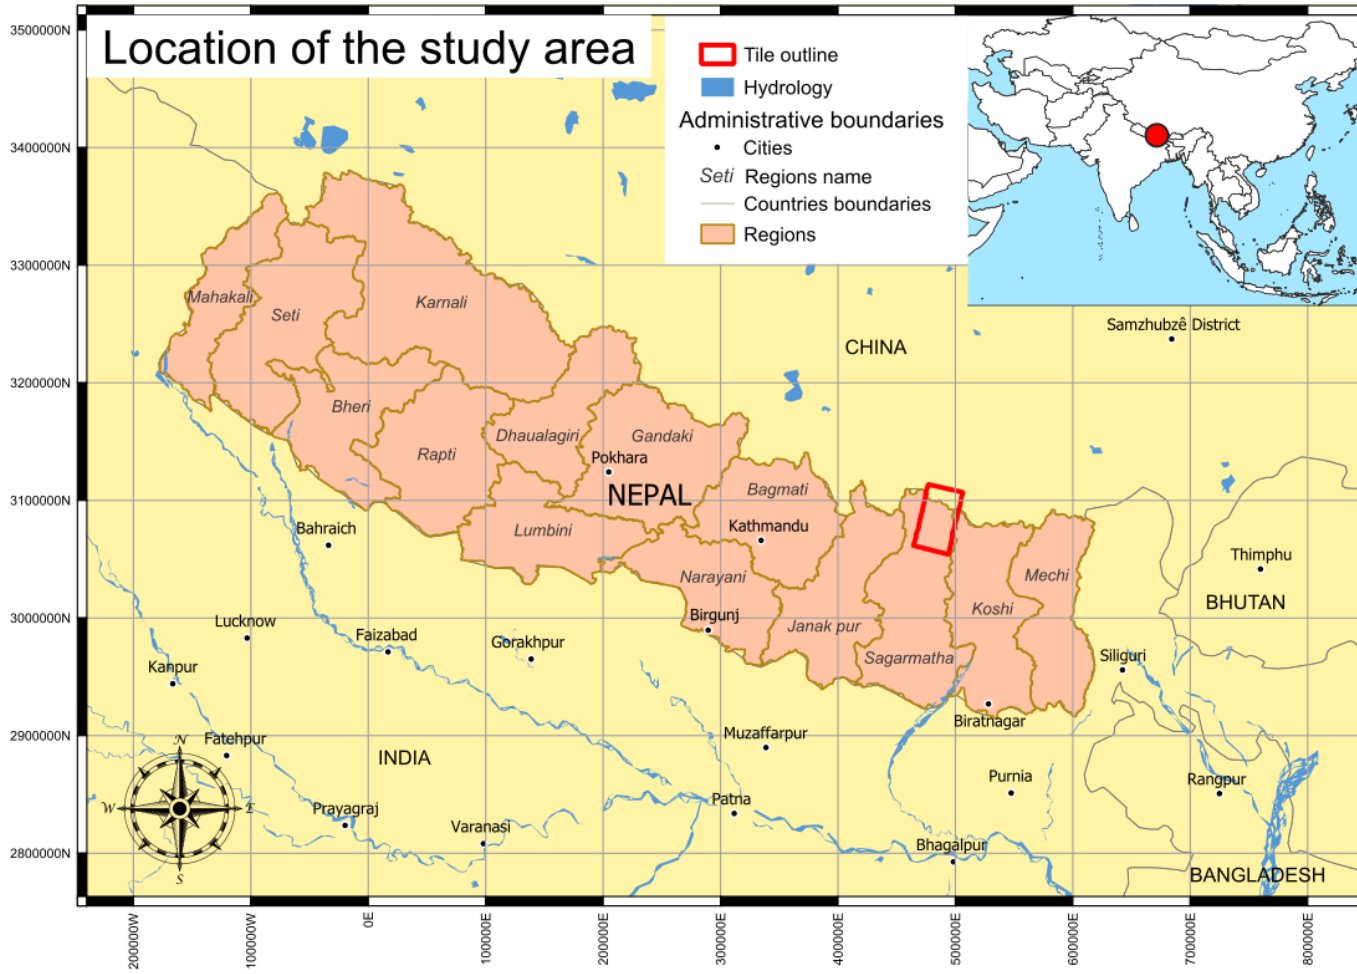 Location of the study area
Tile outline
Hydrology
Administrative boundaries
Cities
Seti Regions name
Countries boundaries
Regions
3500000N
3400000N
3300000N
3200000N
3100000N
3000000N
2900000N
2800000N
Mahakali
Seti
Karnali
CHINA
Samzhubzê District
Bheri
Rapti
Dhaualagiri
Gandaki
Pokhara
NEPAL
Bagmati
Kathmandu
Lumbini
Bahraich
Narayani
Birgunj
Janak pur
Sagarmatha
Koshi
Mechi
Thimphu
BHUTAN
Lucknow
Faizabad
Gorakhpur
Kanpur
Siliguri
Biratnagar
Fatehpur
INDIA
Muzaffarpur
Purnia
Rangpur
Prayagraj
Varanasi
Patna
Bhagalpur
BANGLADESH
N
W
E
S
200000W
100000W
0E
100000E
200000E
300000E
400000E
500000E
600000E
700000E
800000E